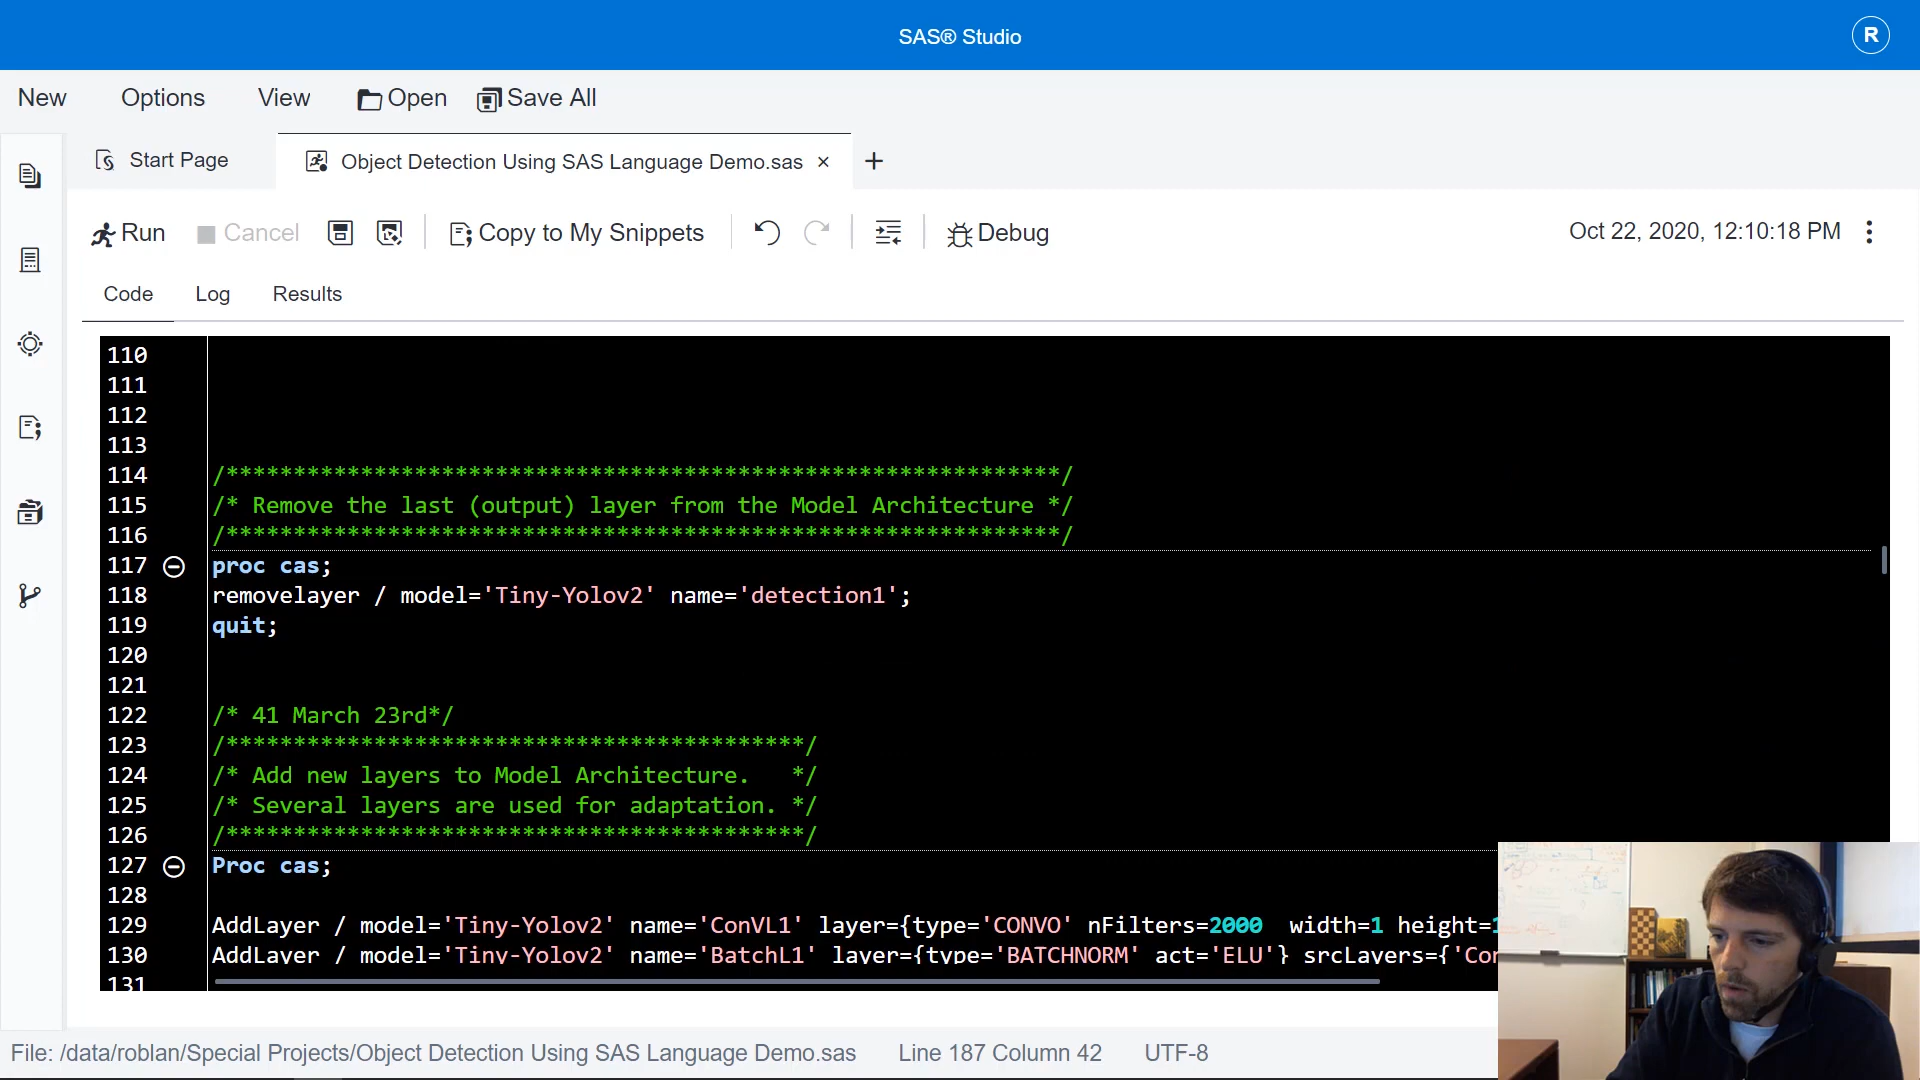 SAS® Studio
R
New Options View Open Save All
Start Page Object Detection Using SAS Language Demo.sas × +
Run Cancel Copy to My Snippets Debug Oct 22, 2020, 12:10:18 PM
Code Log Results
110
111
112
113
114 /**************************************************************/
115 /* Remove the last (output) layer from the Model Architecture */
116 /**************************************************************/
117 proc cas;
118 removelayer / model='Tiny-Yolov2' name='detection1';
119 quit;
120
121
122 /* 41 March 23rd*/
123 /*******************************************/
124 /* Add new layers to Model Architecture.   */
125 /* Several layers are used for adaptation. */
126 /*******************************************/
127 Proc cas;
128
129 AddLayer / model='Tiny-Yolov2' name='ConVL1' layer={type='CONVO' nFilters=2000  width=1 height=1
130 AddLayer / model='Tiny-Yolov2' name='BatchL1' layer={type='BATCHNORM' act='ELU'} srcLayers={'Con
131
File: /data/roblan/Special Projects/Object Detection Using SAS Language Demo.sas Line 187 Column 42 UTF-8